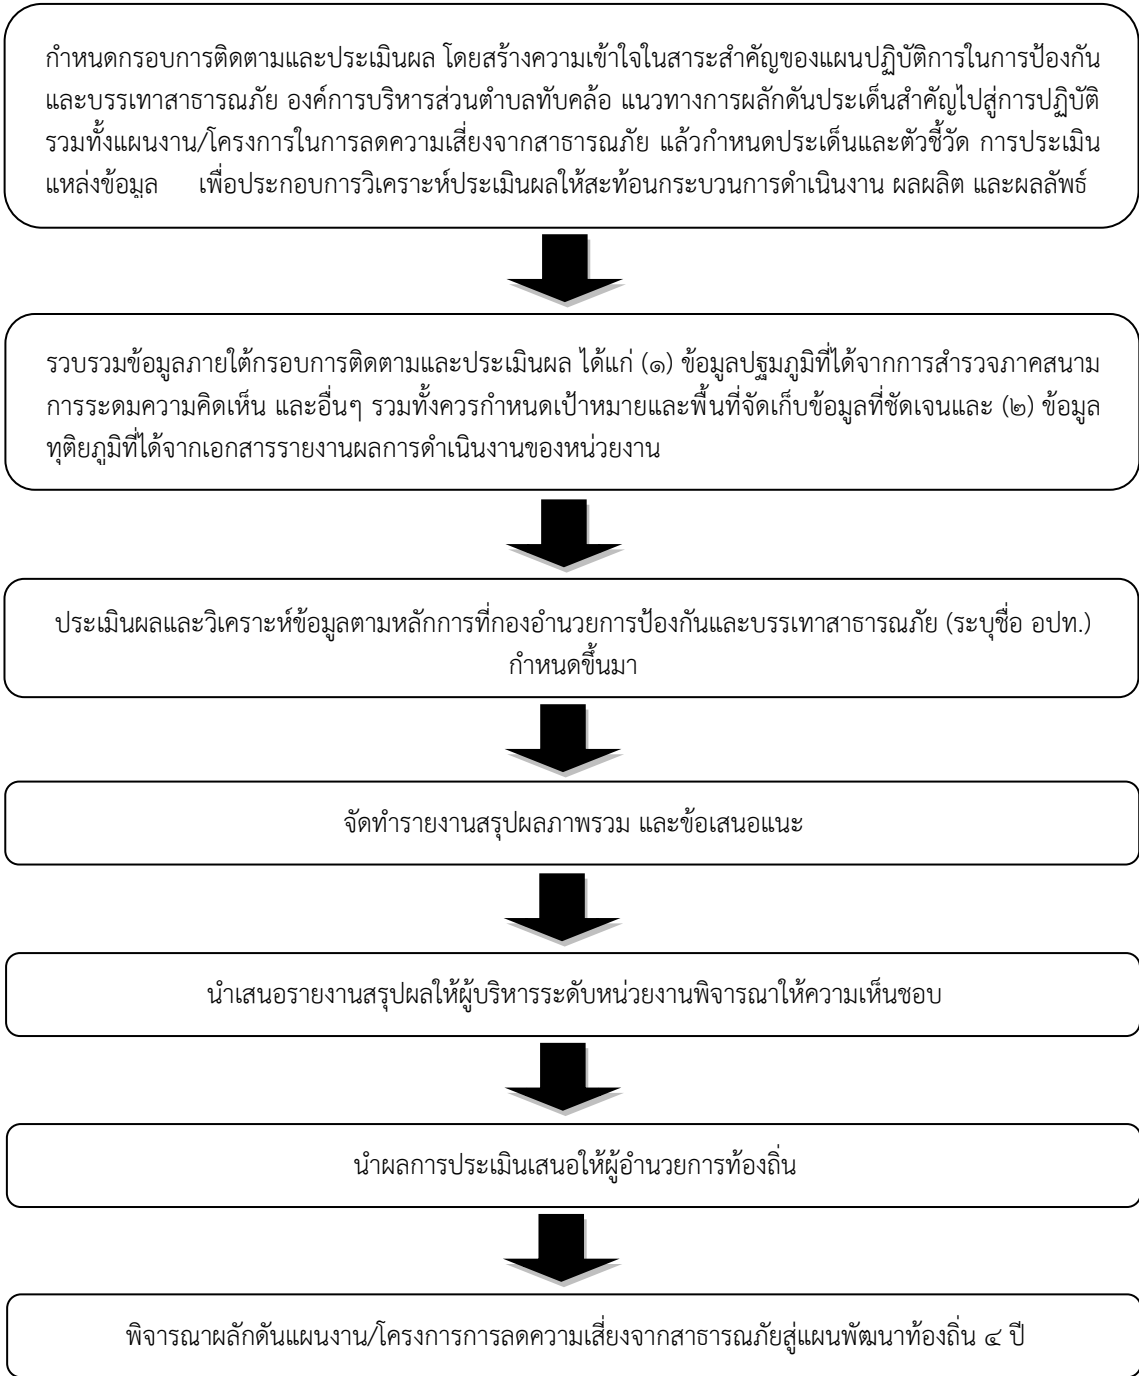 กำหนดกรอบการติดตามและประเมินผล โดยสร้างความเข้าใจในสาระสำคัญของแผนปฏิบัติการในการป้องกัน
และบรรเทาสาธารณภัย องค์การบริหารส่วนตำบลทับคล้อ แนวทางการผลักดันประเด็นสำคัญไปสู่การปฏิบัติ
รวมทั้งแผนงาน/โครงการในการลดความเสี่ยงจากสาธารณภัย แล้วกำหนดประเด็นและตัวชี้วัด การประเมิน
แหล่งข้อมูล เพื่อประกอบการวิเคราะห์ประเมินผลให้สะท้อนกระบวนการดำเนินงาน ผลผลิต และผลลัพธ์
รวบรวมข้อมูลภายใต้กรอบการติดตามและประเมินผล ได้แก่ (๑) ข้อมูลปฐมภูมิที่ได้จากการสำรวจภาคสนาม
การระดมความคิดเห็น และอื่นๆ รวมทั้งควรกำหนดเป้าหมายและพื้นที่จัดเก็บข้อมูลที่ชัดเจนและ (๒) ข้อมูล
ทุติยภูมิที่ได้จากเอกสารรายงานผลการดำเนินงานของหน่วยงาน
ประเมินผลและวิเคราะห์ข้อมูลตามหลักการที่กองอำนวยการป้องกันและบรรเทาสาธารณภัย (ระบุชื่อ อปท.)
กำหนดขึ้นมา
จัดทำรายงานสรุปผลภาพรวม และข้อเสนอแนะ
นำเสนอรายงานสรุปผลให้ผู้บริหารระดับหน่วยงานพิจารณาให้ความเห็นชอบ
นำผลการประเมินเสนอให้ผู้อำนวยการท้องถิ่น
พิจารณาผลักดันแผนงาน/โครงการการลดความเสี่ยงจากสาธารณภัยสู่แผนพัฒนาท้องถิ่น ๔ ปี